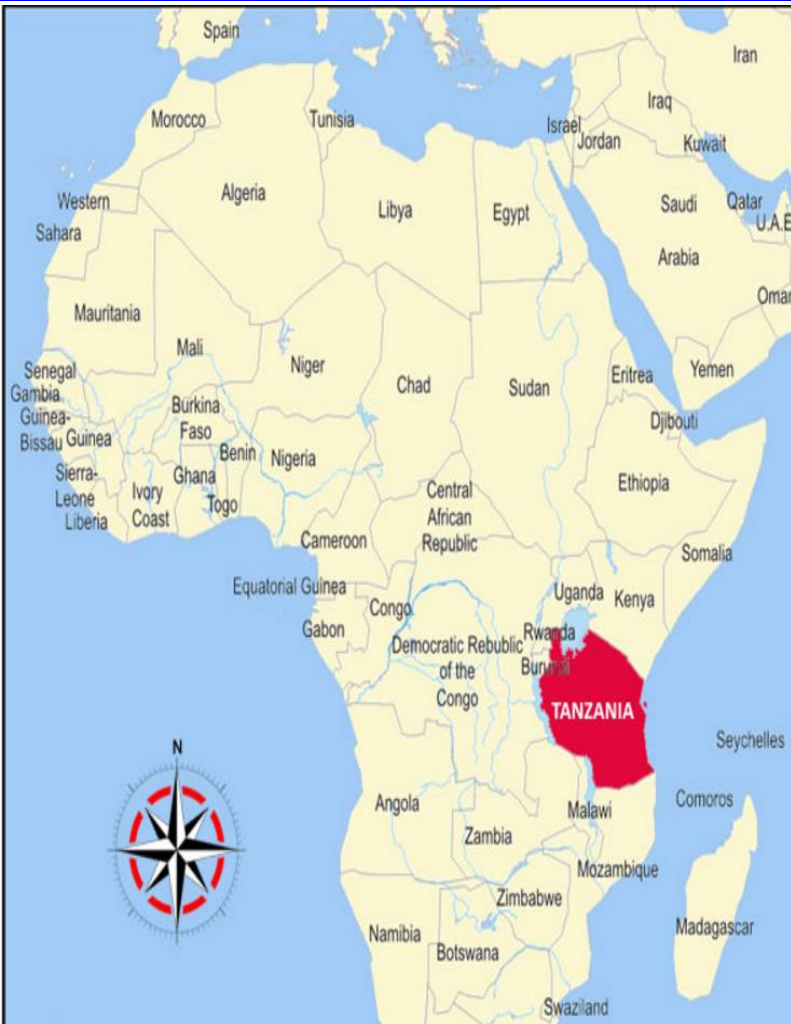 Spain
Iran
Iraq
Morocco
Tunisia
Israel
Jordan
Kuwait
Algeria
Western
Sahara
Libya
Egypt
Saudi
Arabia
Qatar
U.A.E
Oman
Mauritania
Mali
Niger
Chad
Sudan
Eritrea
Yemen
Senegal
Gambia
Guinea-
Bissau
Guinea
Burkina
Faso
Djibouti
Benin
Nigeria
Ghana
Togo
Sierra-
Leone
Liberia
Ivory
Coast
Central
African
Republic
Ethiopia
Cameroon
Somalia
Equatorial Guinea
Congo
Gabon
Uganda
Kenya
Rwanda
Democratic Rebublic
of the
Congo
Burundi
TANZANIA
Seychelles
N
Angola
Malawi
Comoros
Zambia
Mozambique
Zimbabwe
Namibia
Botswana
Madagascar
Swaziland